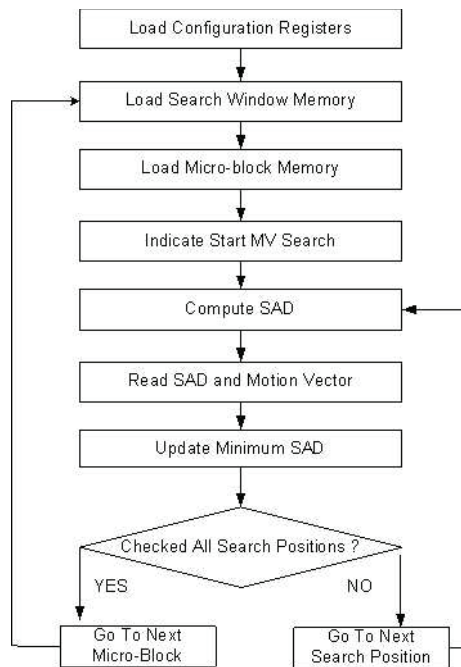 Load Configuration Registers
Load Search Window Memory
Load Micro-block Memory
Indicate Start MV Search
Compute SAD
Read SAD and Motion Vector
Update Minimum SAD
Checked All Search Positions ?
YES
NO
Go To Next
Micro-Block
Go To Next
Search Position